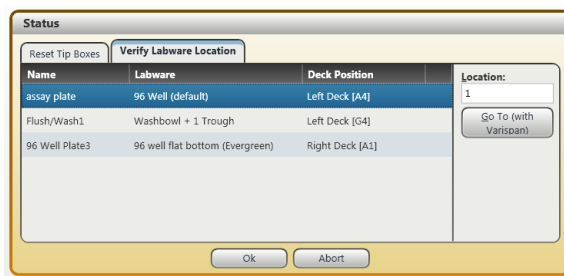 Status
Reset Tip Boxes Verify Labware Location
Name Labware Deck Position
Location:
assay plate 96 Well (default) Left Deck [A4]
1
Flush/Wash1 Washbowl + 1 Trough Left Deck [G4]
Go To (with
Varispan)
96 Well Plate3 96 well flat bottom (Evergreen) Right Deck [A1]
Ok Abort